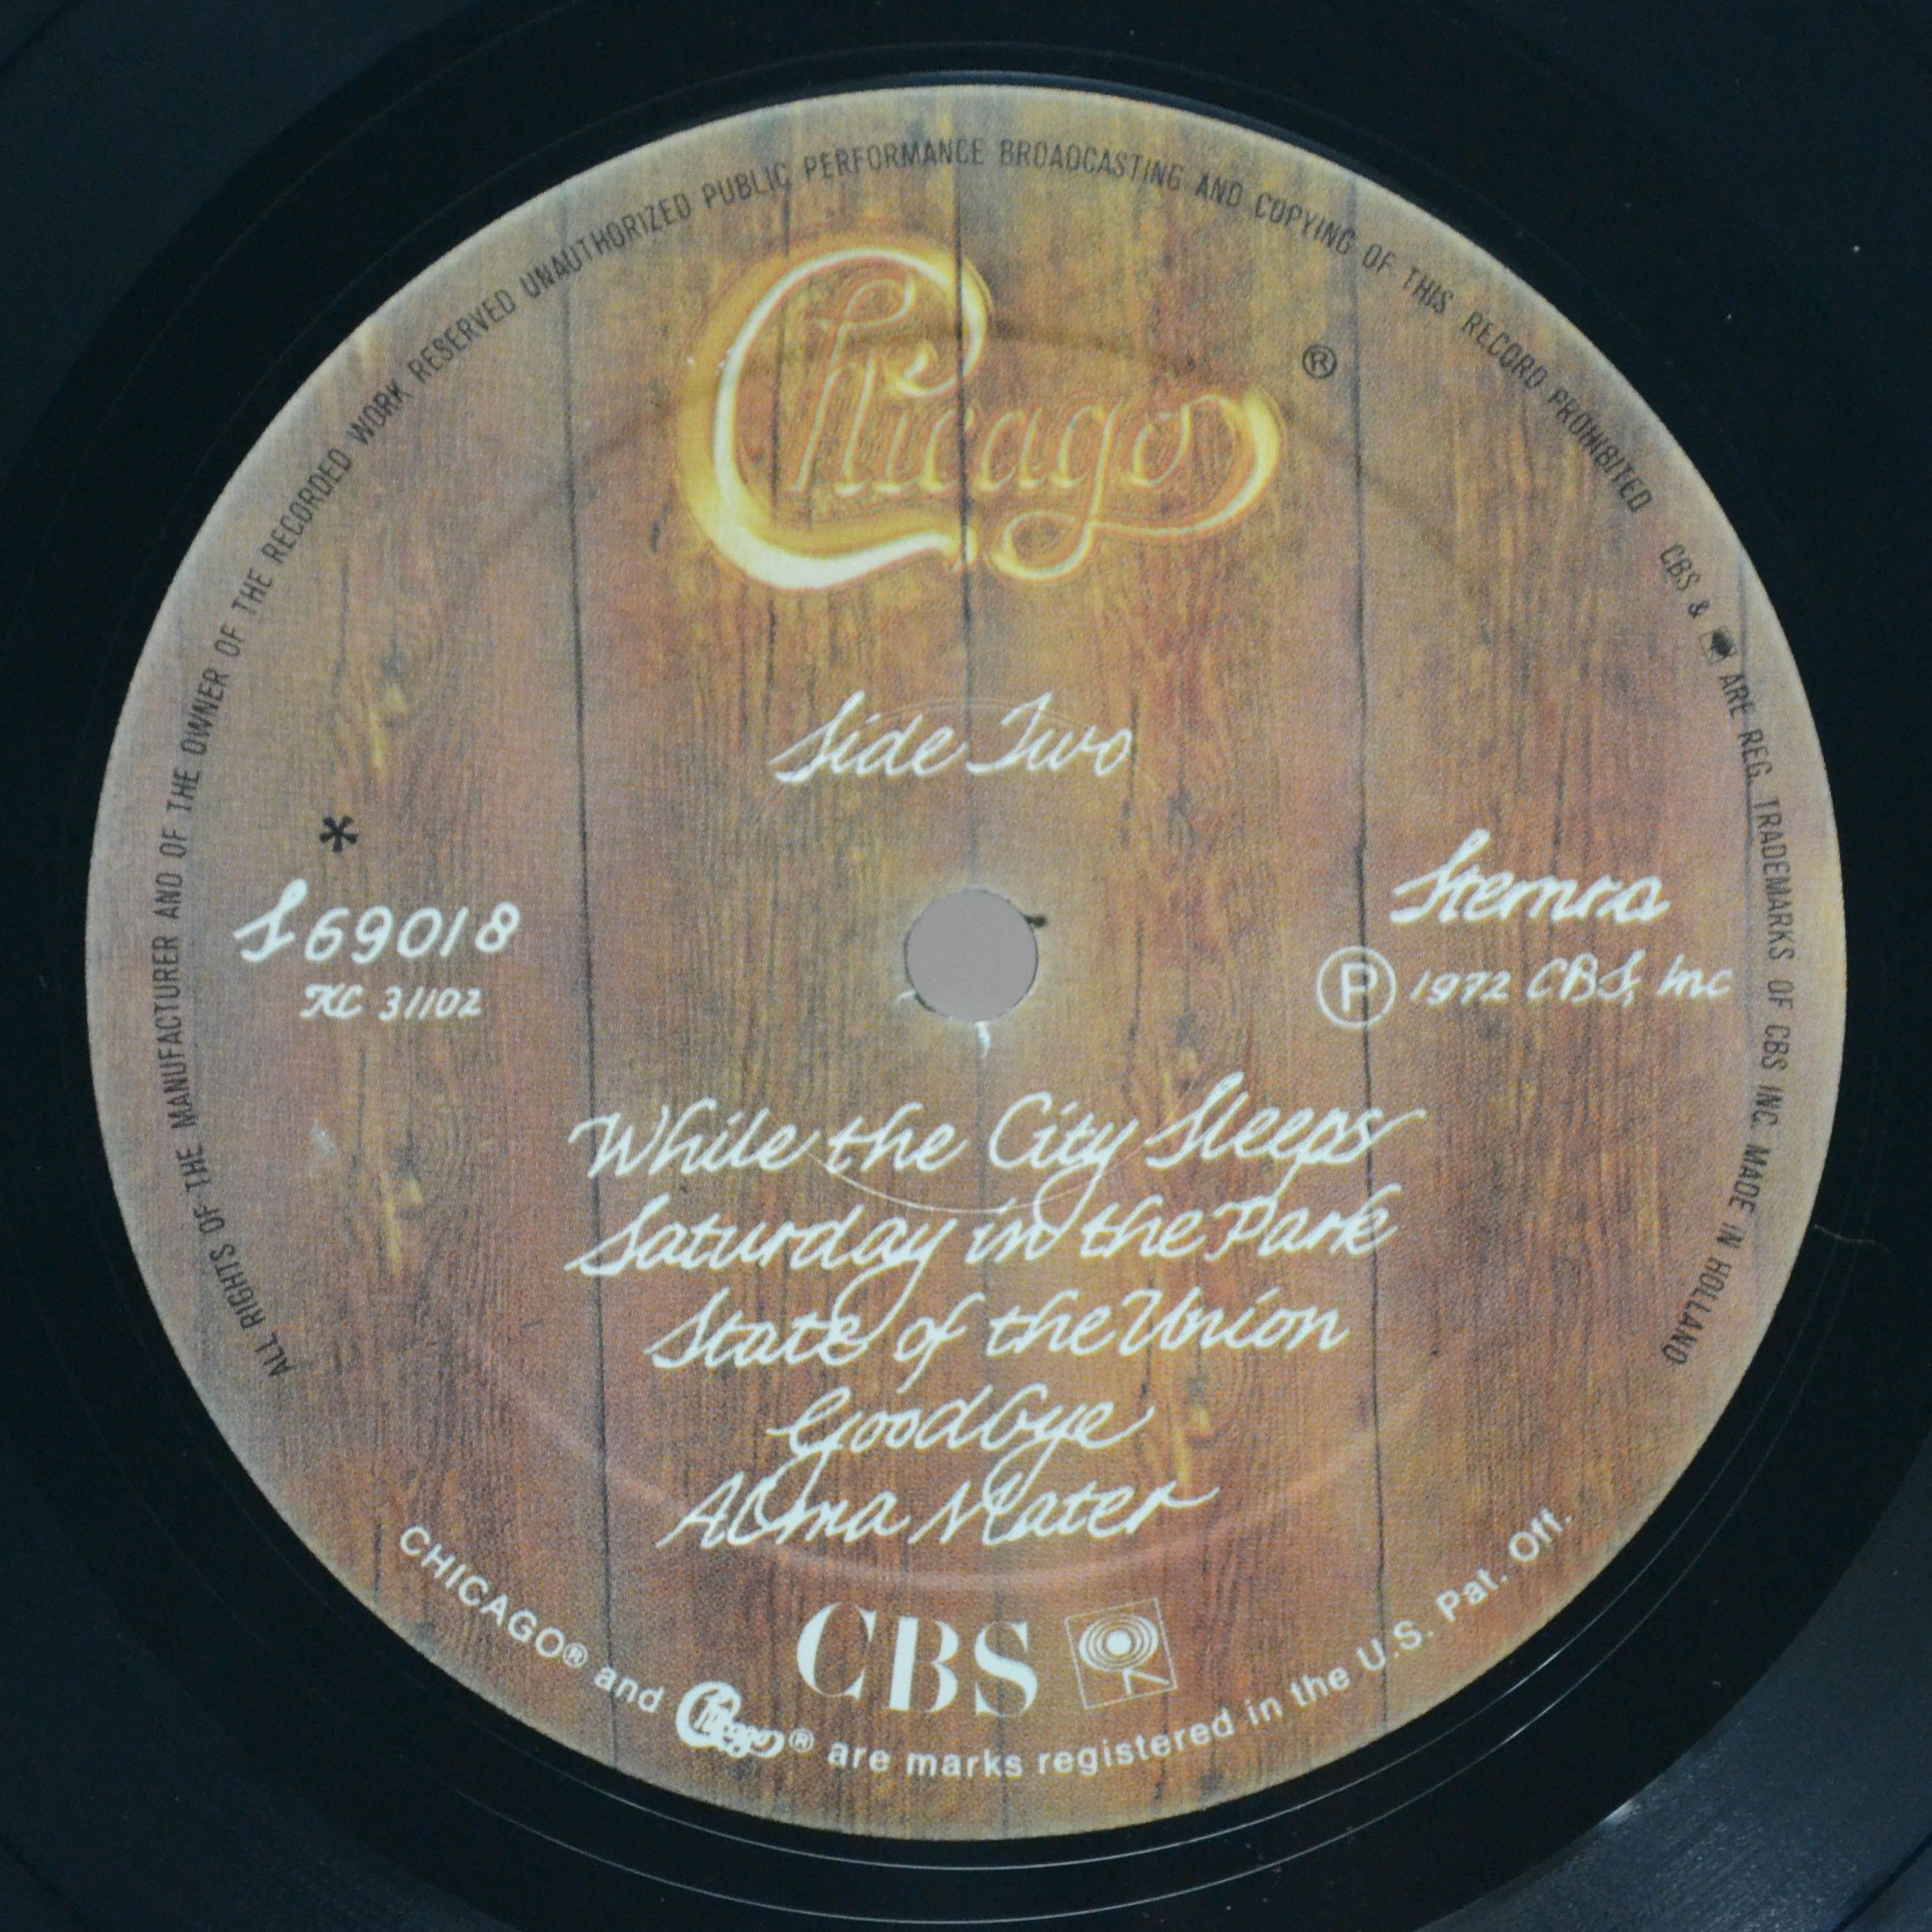 ALL RIGHTS OF THE MANUFACTURER AND OF THE OWNER OF THE RECORDED WORK RESERVED UNAUTHORIZED PUBLIC PERFORMANCE BROADCASTING AND COPYING OF THIS RECORD PROHIBITED CBS & ARE REG. TRADEMARKS OF CBS INC MADE IN HOLLAND
Chicago ®
Side Two
*
S 69018
KC 31102
Stemra
Ⓟ 1972 CBS, Inc
While the City Sleeps
Saturday in the Park
State of the Union
Goodbye
Alma Mater
CBS
CHICAGO® and Chicago® are marks registered in the U.S. Pat. Off.